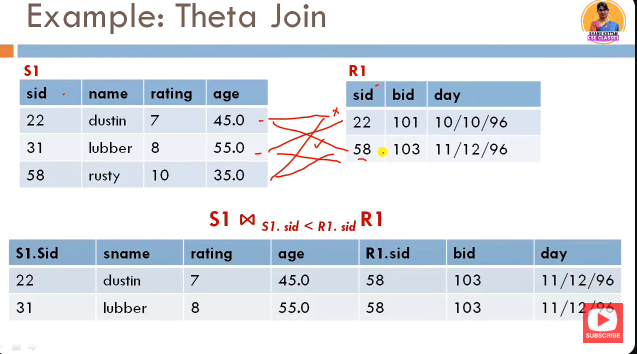 Example: Theta Join
S1
sid name rating age
22 dustin 7 45.0
31 lubber 8 55.0
58 rusty 10 35.0
R1
sid bid day
22 101 10/10/96
58 103 11/12/96
S1 ⋈ S1. sid < R1. sid R1
S1.Sid sname rating age R1.sid bid day
22 dustin 7 45.0 58 103 11/12/96
31 lubber 8 55.0 58 103 11/12/96
SUBSCRIBE